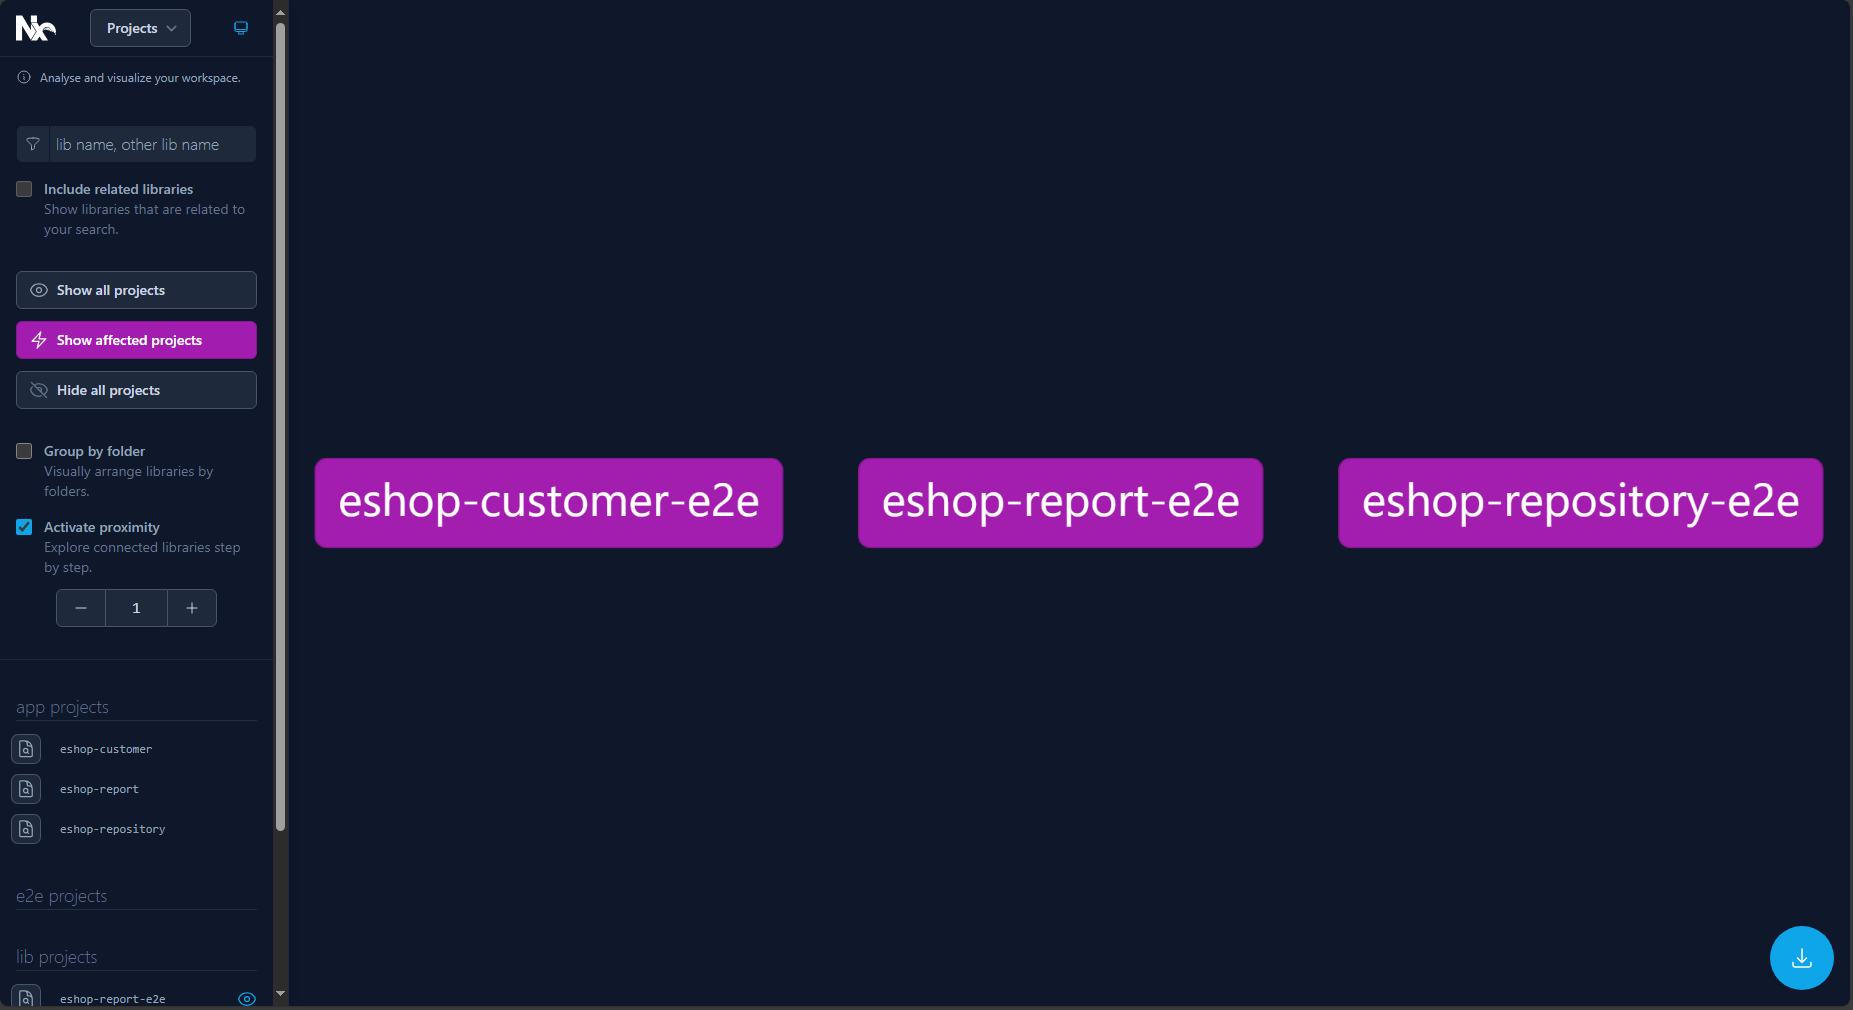 Nx
Projects
Analyse and visualize your workspace.
lib name, other lib name
Include related libraries
Show libraries that are related to
your search.
Show all projects
Show affected projects
Hide all projects
Group by folder
Visually arrange libraries by
folders.
Activate proximity
Explore connected libraries step
by step.
1
app projects
eshop-customer
eshop-report
eshop-repository
e2e projects
lib projects
eshop-report-e2e
eshop-customer-e2e
eshop-report-e2e
eshop-repository-e2e